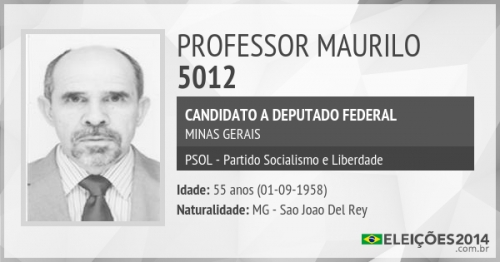 PROFESSOR MAURILO
5012
CANDIDATO A DEPUTADO FEDERAL
MINAS GERAIS
PSOL - Partido Socialismo e Liberdade
Idade: 55 anos (01-09-1958)
Naturalidade: MG - Sao Joao Del Rey
ELEIÇÕES2014
.com.br